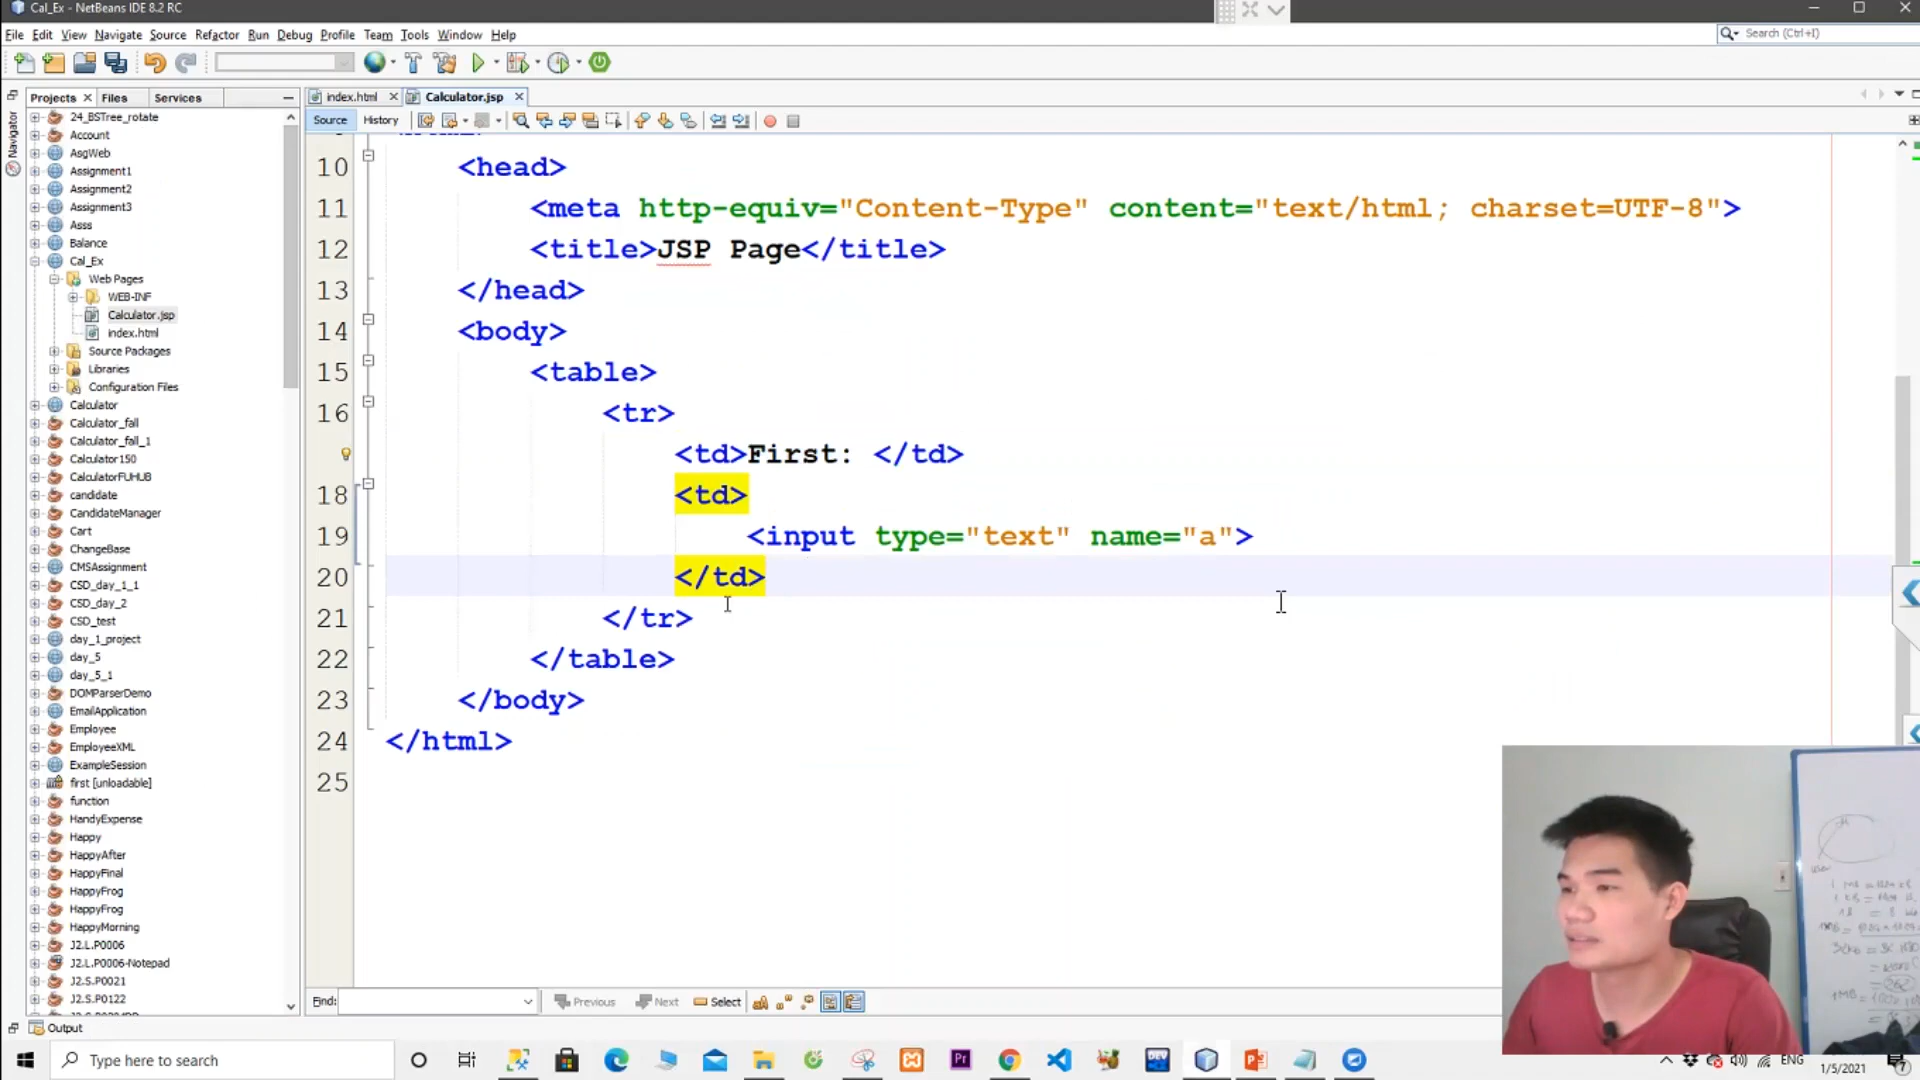 Cal_Ex - NetBeans IDE 8.2 RC
File Edit View Navigate Source Refactor Run Debug Profile Team Tools Window Help
Search (Ctrl+I)
Projects Files Services
index.html Calculator.jsp
Source History
Navigator
24_BSTree_rotate
Account
AsgWeb
Assignment1
Assignment2
Assignment3
Asss
Balance
Cal_Ex
Web Pages
WEB-INF
Calculator.jsp
index.html
Source Packages
Libraries
Configuration Files
Calculator
Calculator_fall
Calculator_fall_1
Calculator150
CalculatorFUHUB
candidate
CandidateManager
Cart
ChangeBase
CMSAssignment
CSD_day_1_1
CSD_day_2
CSD_test
day_1_project
day_5
day_5_1
DOMParserDemo
EmailApplication
Employee
EmployeeXML
ExampleSession
first [unloadable]
function
HandyExpense
Happy
HappyAfter
HappyFinal
HappyFrog
HappyFrog
HappyMorning
J2.L.P0006
J2.L.P0006-Notepad
J2.S.P0021
J2.S.P0122
10 <head>
11 <meta http-equiv="Content-Type" content="text/html; charset=UTF-8">
12 <title>JSP Page</title>
13 </head>
14 <body>
15 <table>
16 <tr>
<td>First: </td>
18 <td>
19 <input type="text" name="a">
20 </td>
21 </tr>
22 </table>
23 </body>
24 </html>
25
Find: Previous Next Select
Output
Type here to search
Pr
DEV
ENG
1/5/2021
7